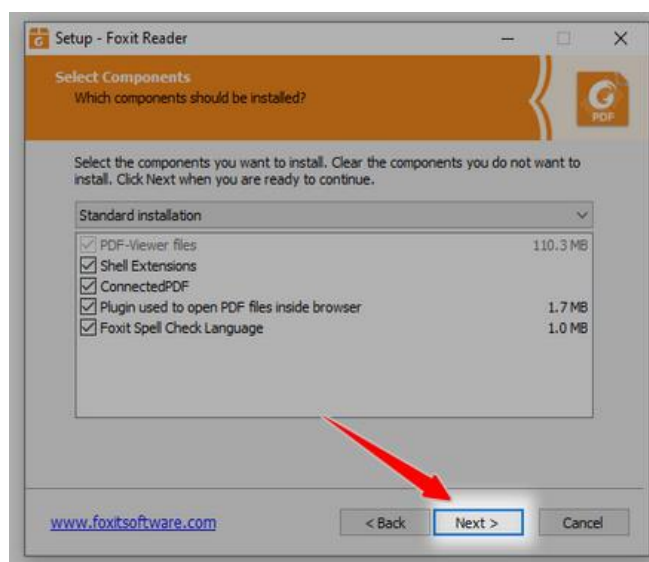 Setup - Foxit Reader
Select Components
Which components should be installed?
PDF
Select the components you want to install. Clear the components you do not want to
install. Click Next when you are ready to continue.
Standard installation
PDF-Viewer files 110.3 MB
Shell Extensions
ConnectedPDF
Plugin used to open PDF files inside browser 1.7 MB
Foxit Spell Check Language 1.0 MB
www.foxitsoftware.com < Back Next > Cancel